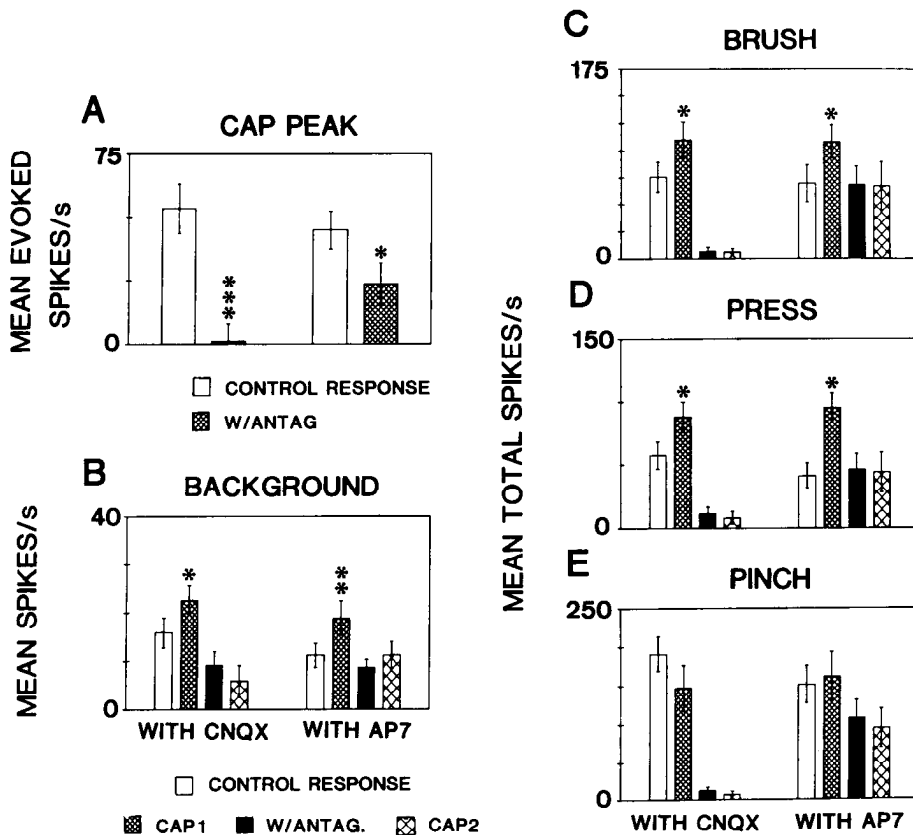 A
CAP PEAK
MEAN EVOKED
SPIKES/s
75
0
***
*
CONTROL RESPONSE
W/ANTAG
B
BACKGROUND
MEAN SPIKES/s
40
0
*
**
WITH CNQX
WITH AP7
CONTROL RESPONSE
CAP1
W/ANTAG.
CAP2
MEAN TOTAL SPIKES/s
C
BRUSH
175
0
*
*
D
PRESS
150
0
*
*
E
PINCH
250
0
WITH CNQX
WITH AP7